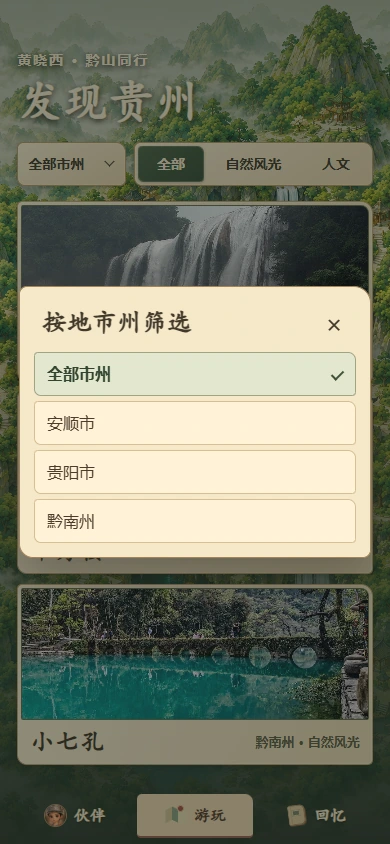 黄晓西 • 黔山同行
发现贵州
全部市州
全部
自然风光
人文
按地市州筛选
全部市州
安顺市
贵阳市
黔南州
小七孔
黔南州 • 自然风光
伙伴
游玩
回忆